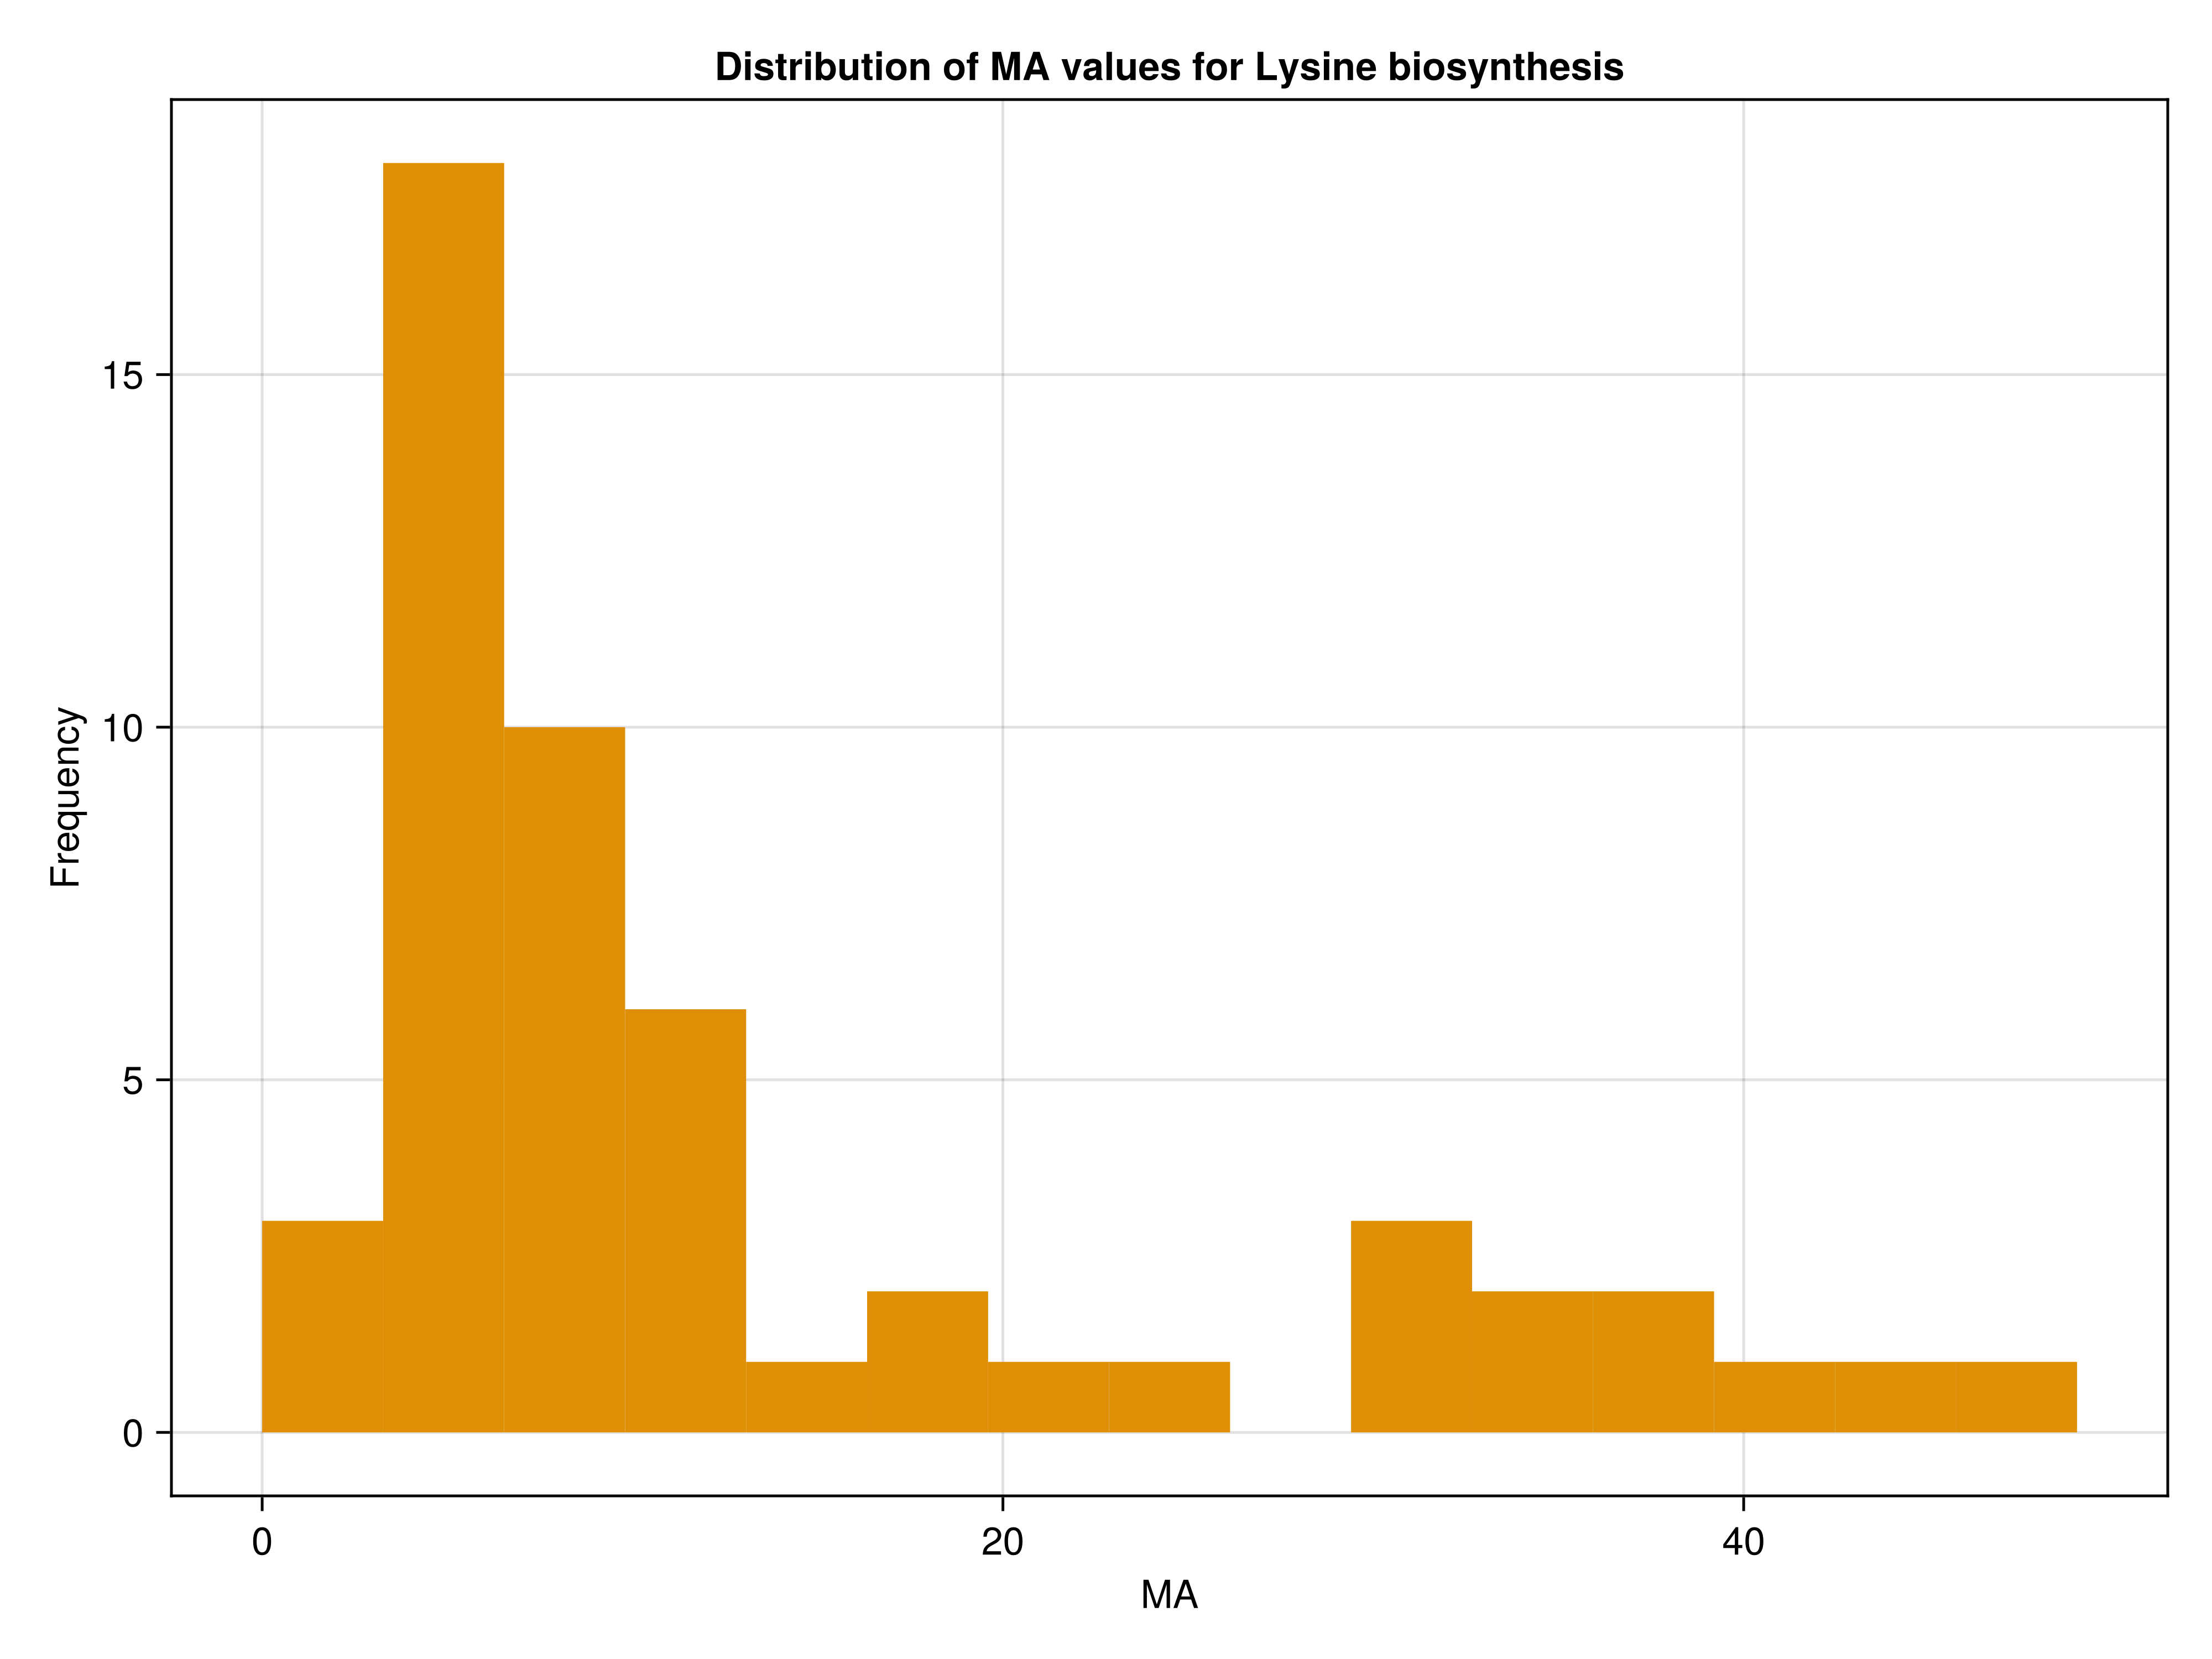 Distribution of MA values for Lysine biosynthesis
Frequency
15
10
5
0
0 20 40
MA